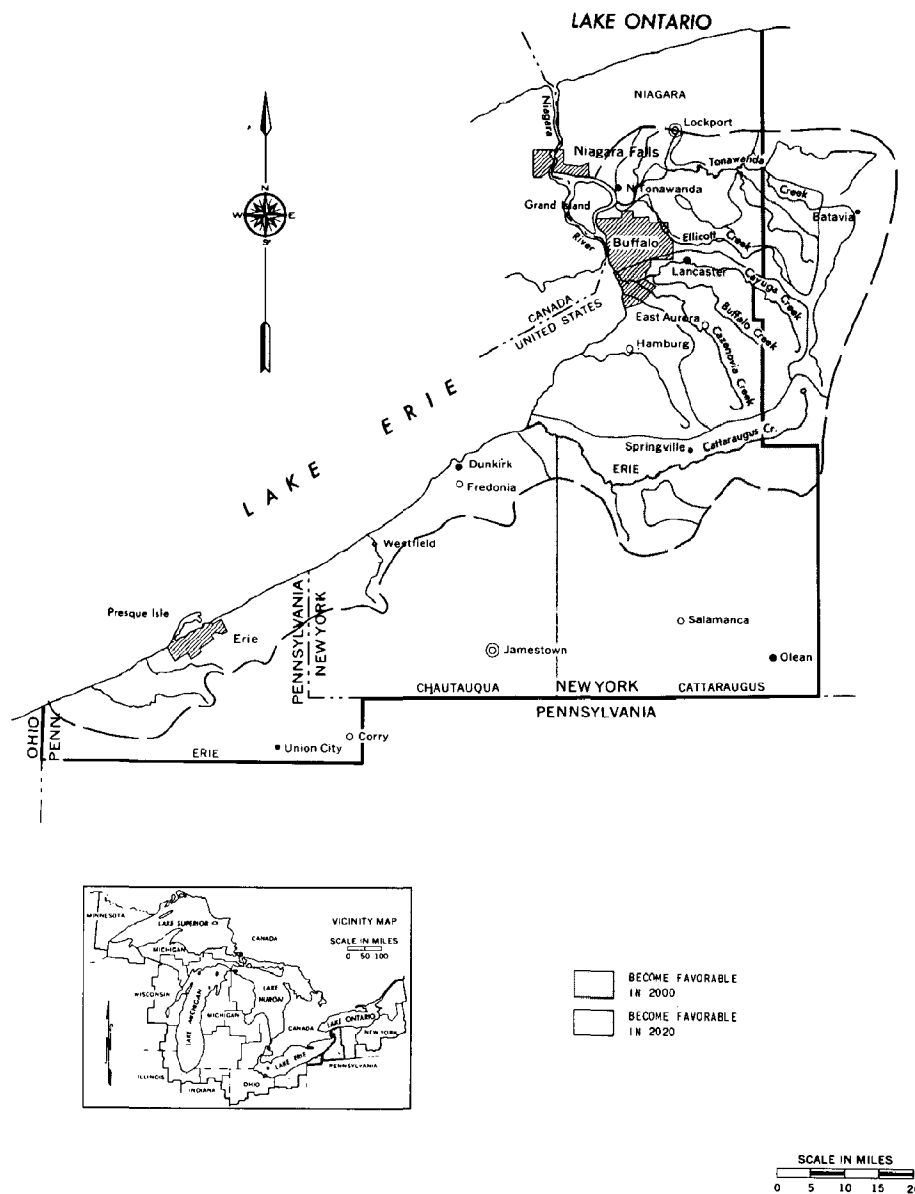 LAKE ONTARIO
NIAGARA
Niagara
Lockport
Niagara Falls
Tonawanda
Creek
N Tonawanda
Grand Island
Batavia
River
Buffalo
Ellicott Creek
Lancaster
Cayuga Creek
CANADA
UNITED STATES
East Aurora
Buffalo Creek
Hamburg
Cazenovia Creek
N
W E
S
LAKE ERIE
Springville
Cattaraugus Cr.
ERIE
Dunkirk
Fredonia
Westfield
PENNSYLVANIA
NEW YORK
Presque Isle
Erie
Salamanca
Jamestown
Olean
CHAUTAUQUA
NEW YORK
CATTARAUGUS
PENNSYLVANIA
OHIO
PENN
Corry
Union City
ERIE
MINNESOTA
LAKE SUPERIOR
CANADA
VICINITY MAP
SCALE IN MILES
0 50 100
MICHIGAN
WISCONSIN
LAKE MICHIGAN
MICHIGAN
LAKE HURON
CANADA
LAKE ONTARIO
NEW YORK
LAKE ERIE
PENNSYLVANIA
ILLINOIS
INDIANA
OHIO
BECOME FAVORABLE
IN 2000
BECOME FAVORABLE
IN 2020
SCALE IN MILES
0 5 10 15